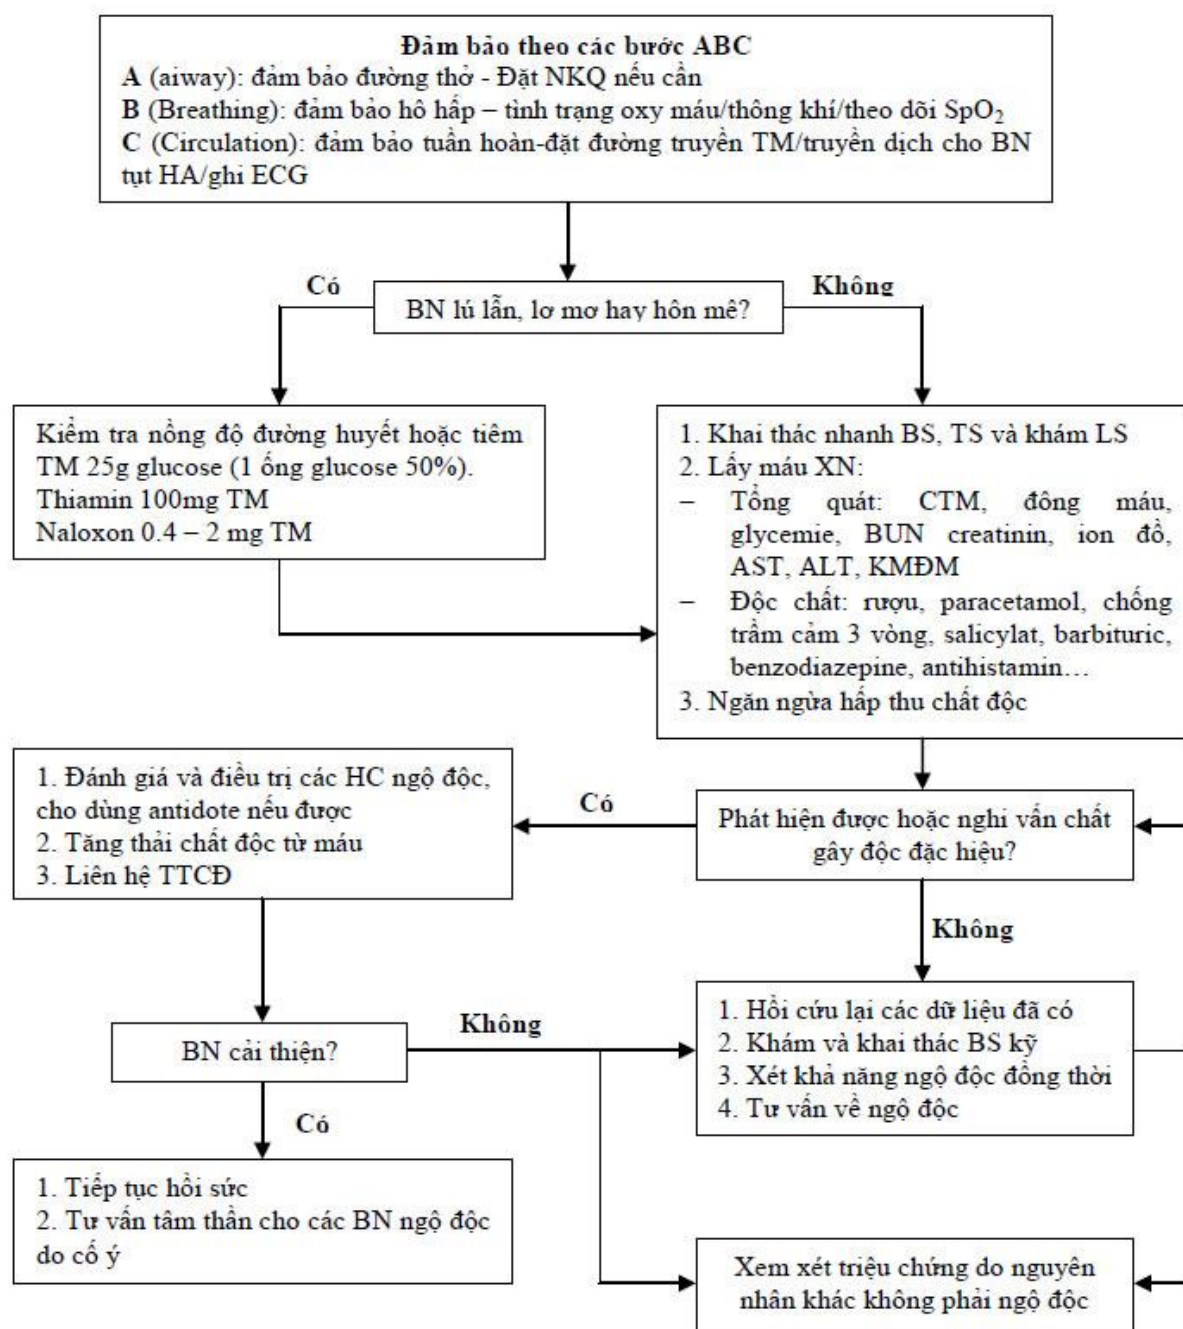 Đảm bảo theo các bước ABC
A (aiway): đảm bảo đường thở - Đặt NKQ nếu cần
B (Breathing): đảm bảo hô hấp – tình trạng oxy máu/thông khí/theo dõi SpO₂
C (Circulation): đảm bảo tuần hoàn-đặt đường truyền TM/truyền dịch cho BN
tụt HA/ghi ECG
Có
Không
BN lú lẫn, lơ mơ hay hôn mê?
Kiểm tra nồng độ đường huyết hoặc tiêm
TM 25g glucose (1 ống glucose 50%).
Thiamin 100mg TM
Naloxon 0.4 – 2 mg TM
1. Khai thác nhanh BS, TS và khám LS
2. Lấy máu XN:
– Tổng quát: CTM, đông máu,
glycemie, BUN creatinin, ion đồ,
AST, ALT, KMĐM
– Độc chất: rượu, paracetamol, chống
trầm cảm 3 vòng, salicylat, barbituric,
benzodiazepine, antihistamin…
3. Ngăn ngừa hấp thu chất độc
1. Đánh giá và điều trị các HC ngộ độc,
cho dùng antidote nếu được
2. Tăng thải chất độc từ máu
3. Liên hệ TTCĐ
Có
Phát hiện được hoặc nghi vấn chất
gây độc đặc hiệu?
Không
BN cải thiện?
Không
1. Hồi cứu lại các dữ liệu đã có
2. Khám và khai thác BS kỹ
3. Xét khả năng ngộ độc đồng thời
4. Tư vấn về ngộ độc
Có
1. Tiếp tục hồi sức
2. Tư vấn tâm thần cho các BN ngộ độc
do cố ý
Xem xét triệu chứng do nguyên
nhân khác không phải ngộ độc